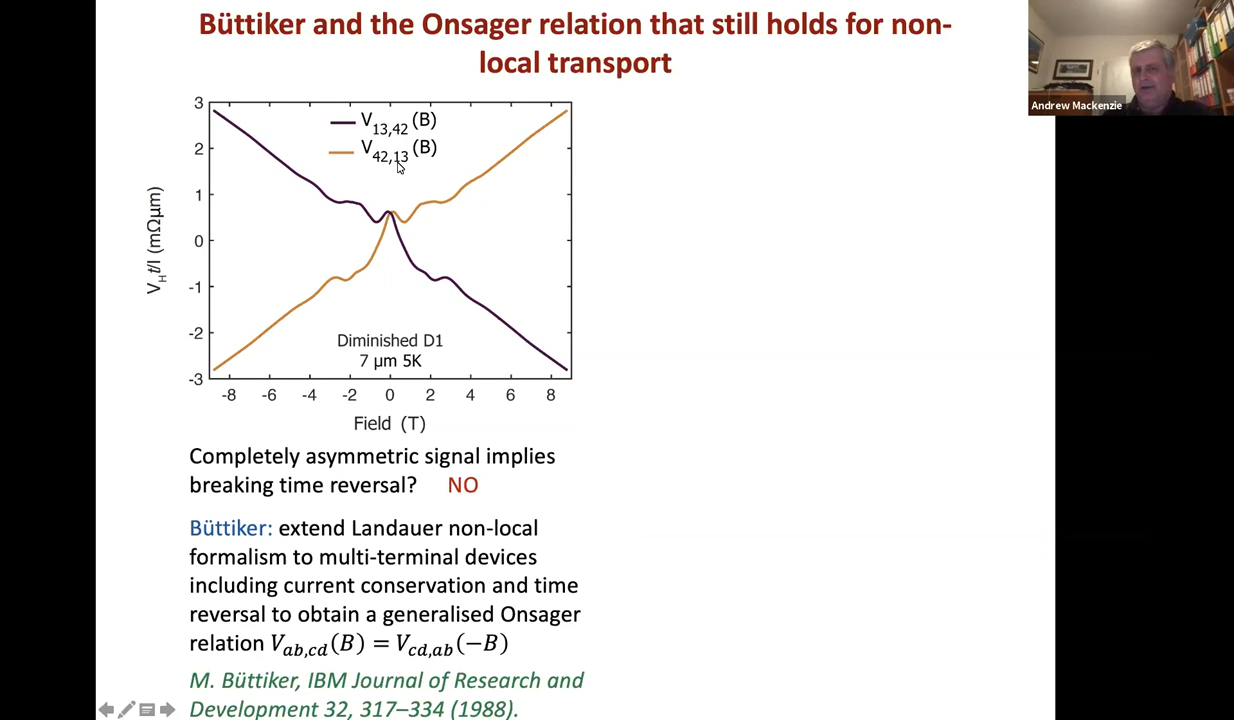 Büttiker and the Onsager relation that still holds for non-
local transport
Andrew Mackenzie
V13,42 (B)
V42,13 (B)
3
2
1
0
-1
-2
-3
VH t/I (mΩμm)
Diminished D1
7 μm 5K
-8 -6 -4 -2 0 2 4 6 8
Field (T)
Completely asymmetric signal implies
breaking time reversal? NO
Büttiker: extend Landauer non-local
formalism to multi-terminal devices
including current conservation and time
reversal to obtain a generalised Onsager
relation Vab,cd(B) = Vcd,ab(−B)
M. Büttiker, IBM Journal of Research and
Development 32, 317–334 (1988).